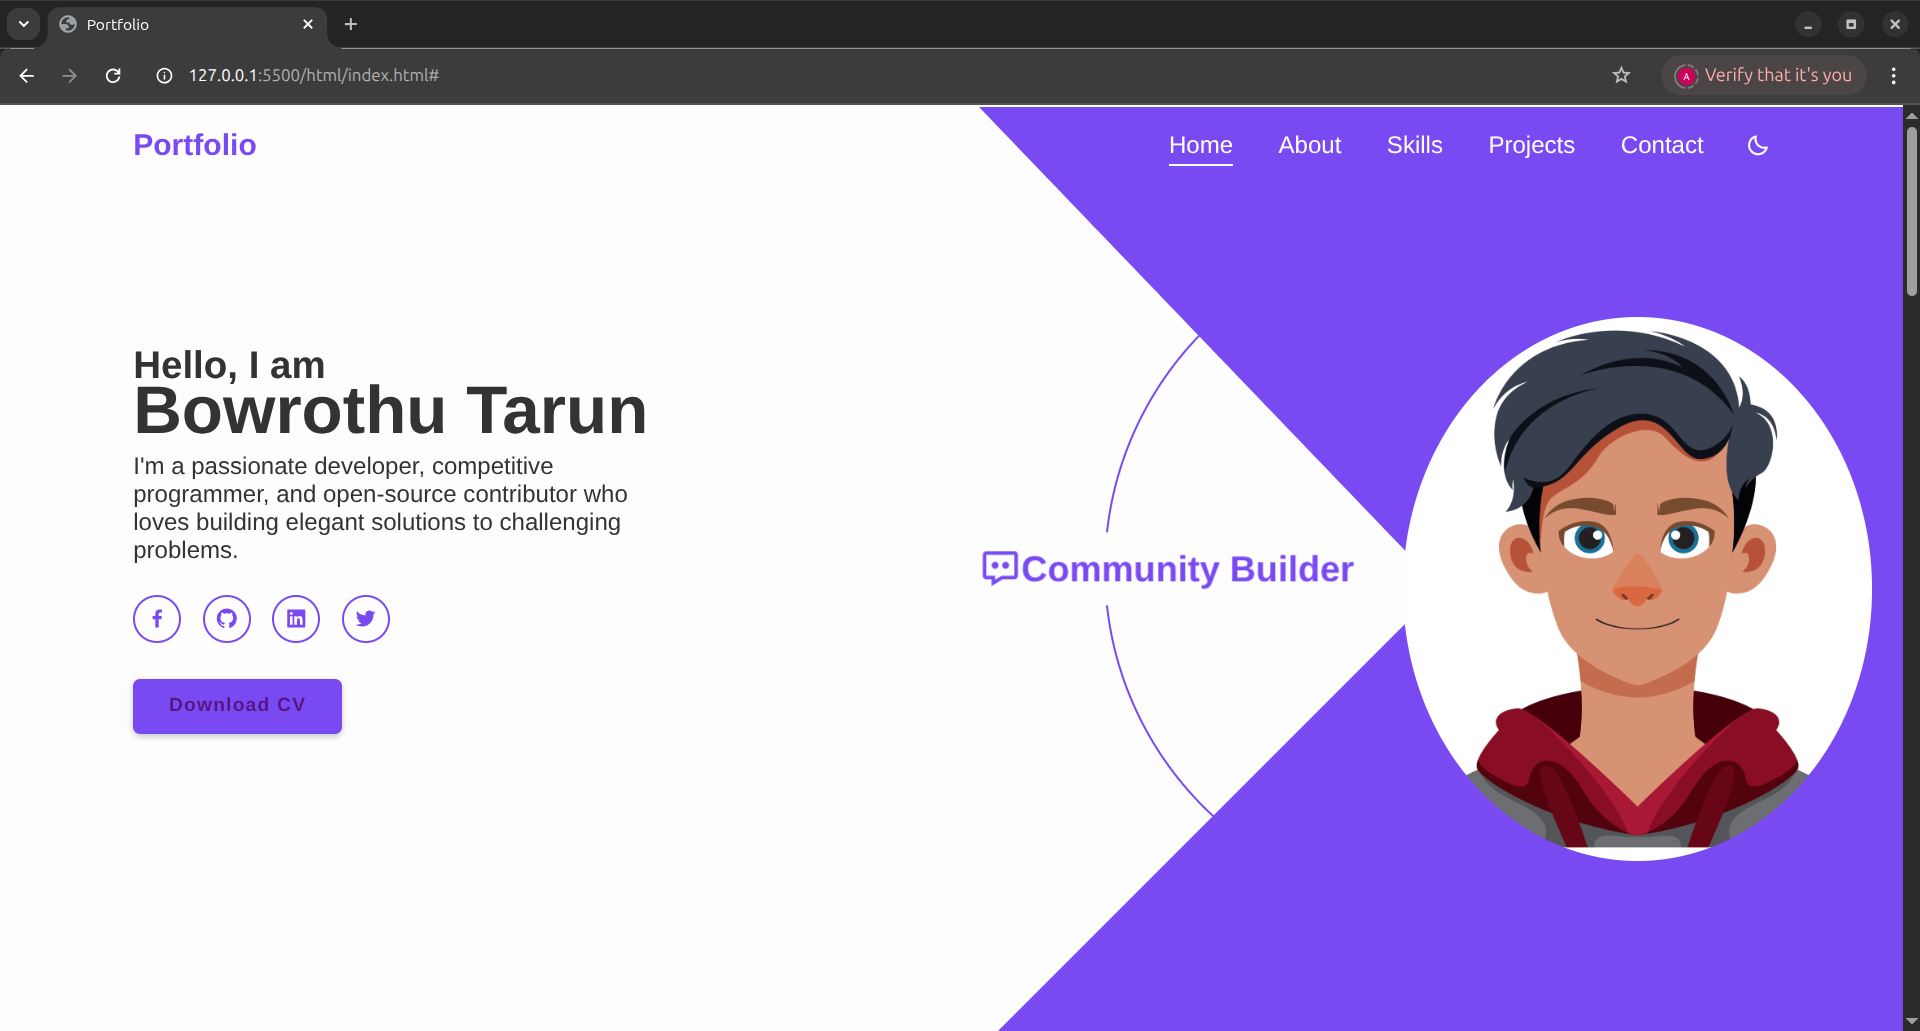 Portfolio
127.0.0.1:5500/html/index.html#
A
Verify that it's you
Portfolio
Home
About
Skills
Projects
Contact
Hello, I am
Bowrothu Tarun
I'm a passionate developer, competitive
programmer, and open-source contributor who
loves building elegant solutions to challenging
problems.
Community Builder
Download CV